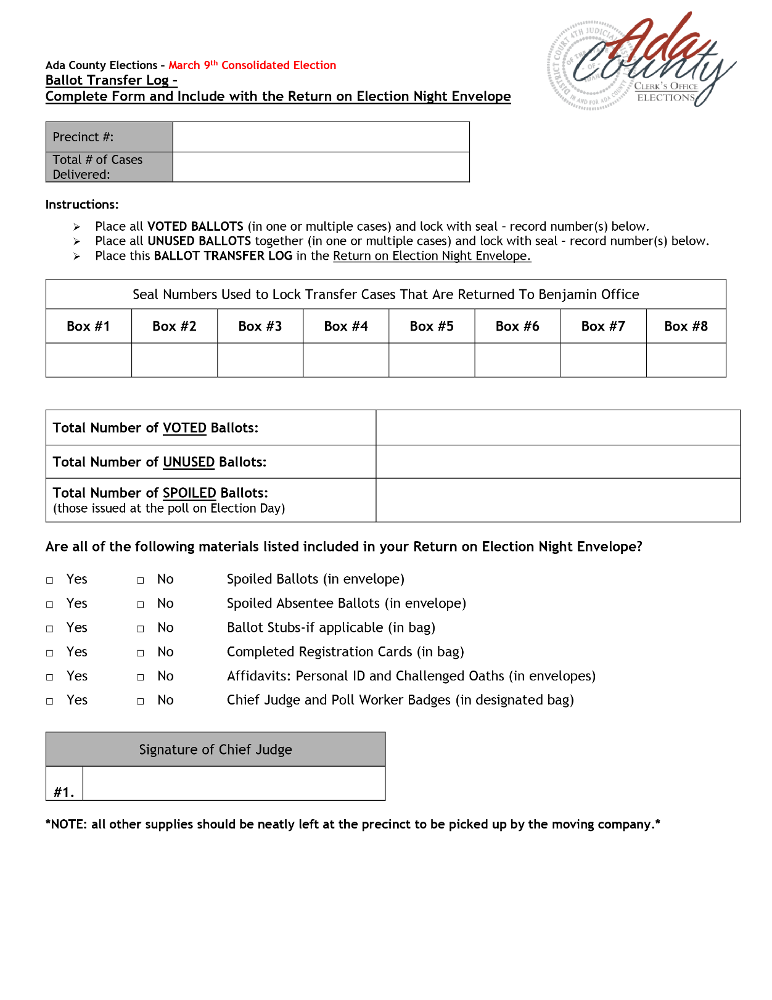 Ada County
CLERK'S OFFICE
ELECTIONS
DISTRICT COURT 4TH JUDICIAL DISTRICT
IN AND FOR ADA COUNTY
OF THE STATE
- OF -
IDAHO
Ada County Elections – March 9th Consolidated Election
Ballot Transfer Log –
Complete Form and Include with the Return on Election Night Envelope
Precinct #:
Total # of Cases
Delivered:
Instructions:
➢ Place all VOTED BALLOTS (in one or multiple cases) and lock with seal – record number(s) below.
➢ Place all UNUSED BALLOTS together (in one or multiple cases) and lock with seal – record number(s) below.
➢ Place this BALLOT TRANSFER LOG in the Return on Election Night Envelope.
Seal Numbers Used to Lock Transfer Cases That Are Returned To Benjamin Office
Box #1 Box #2 Box #3 Box #4 Box #5 Box #6 Box #7 Box #8
Total Number of VOTED Ballots:
Total Number of UNUSED Ballots:
Total Number of SPOILED Ballots:
(those issued at the poll on Election Day)
Are all of the following materials listed included in your Return on Election Night Envelope?
□ Yes □ No Spoiled Ballots (in envelope)
□ Yes □ No Spoiled Absentee Ballots (in envelope)
□ Yes □ No Ballot Stubs-if applicable (in bag)
□ Yes □ No Completed Registration Cards (in bag)
□ Yes □ No Affidavits: Personal ID and Challenged Oaths (in envelopes)
□ Yes □ No Chief Judge and Poll Worker Badges (in designated bag)
Signature of Chief Judge
#1.
*NOTE: all other supplies should be neatly left at the precinct to be picked up by the moving company.*